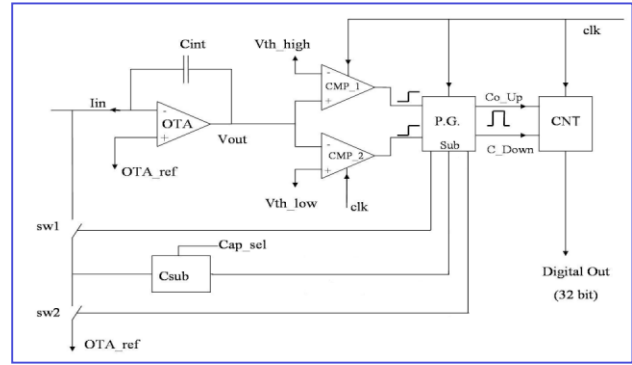 Cint
Vth_high
clk
-
CMP_1
+
Iin
-
OTA
+
Vout
OTA_ref
Co_Up
P.G.
CNT
C_Down
Sub
-
CMP_2
+
Vth_low
clk
sw1
Cap_sel
Csub
Digital Out
(32 bit)
sw2
OTA_ref